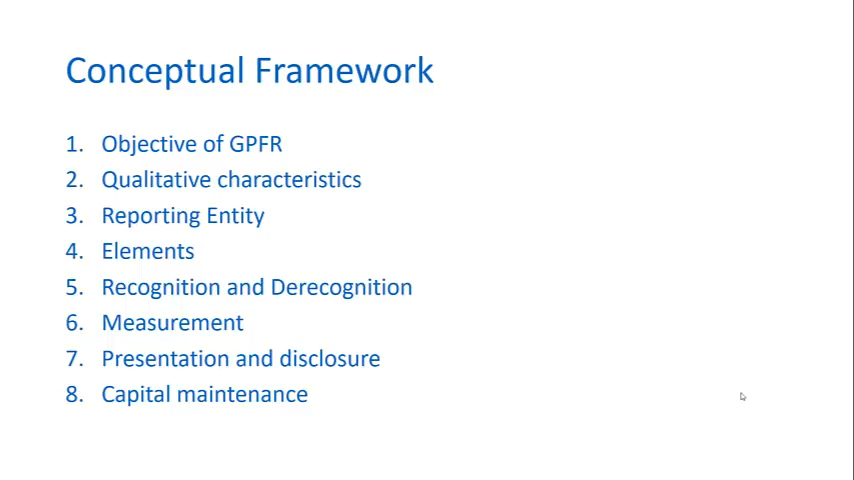 Conceptual Framework
1. Objective of GPFR
2. Qualitative characteristics
3. Reporting Entity
4. Elements
5. Recognition and Derecognition
6. Measurement
7. Presentation and disclosure
8. Capital maintenance